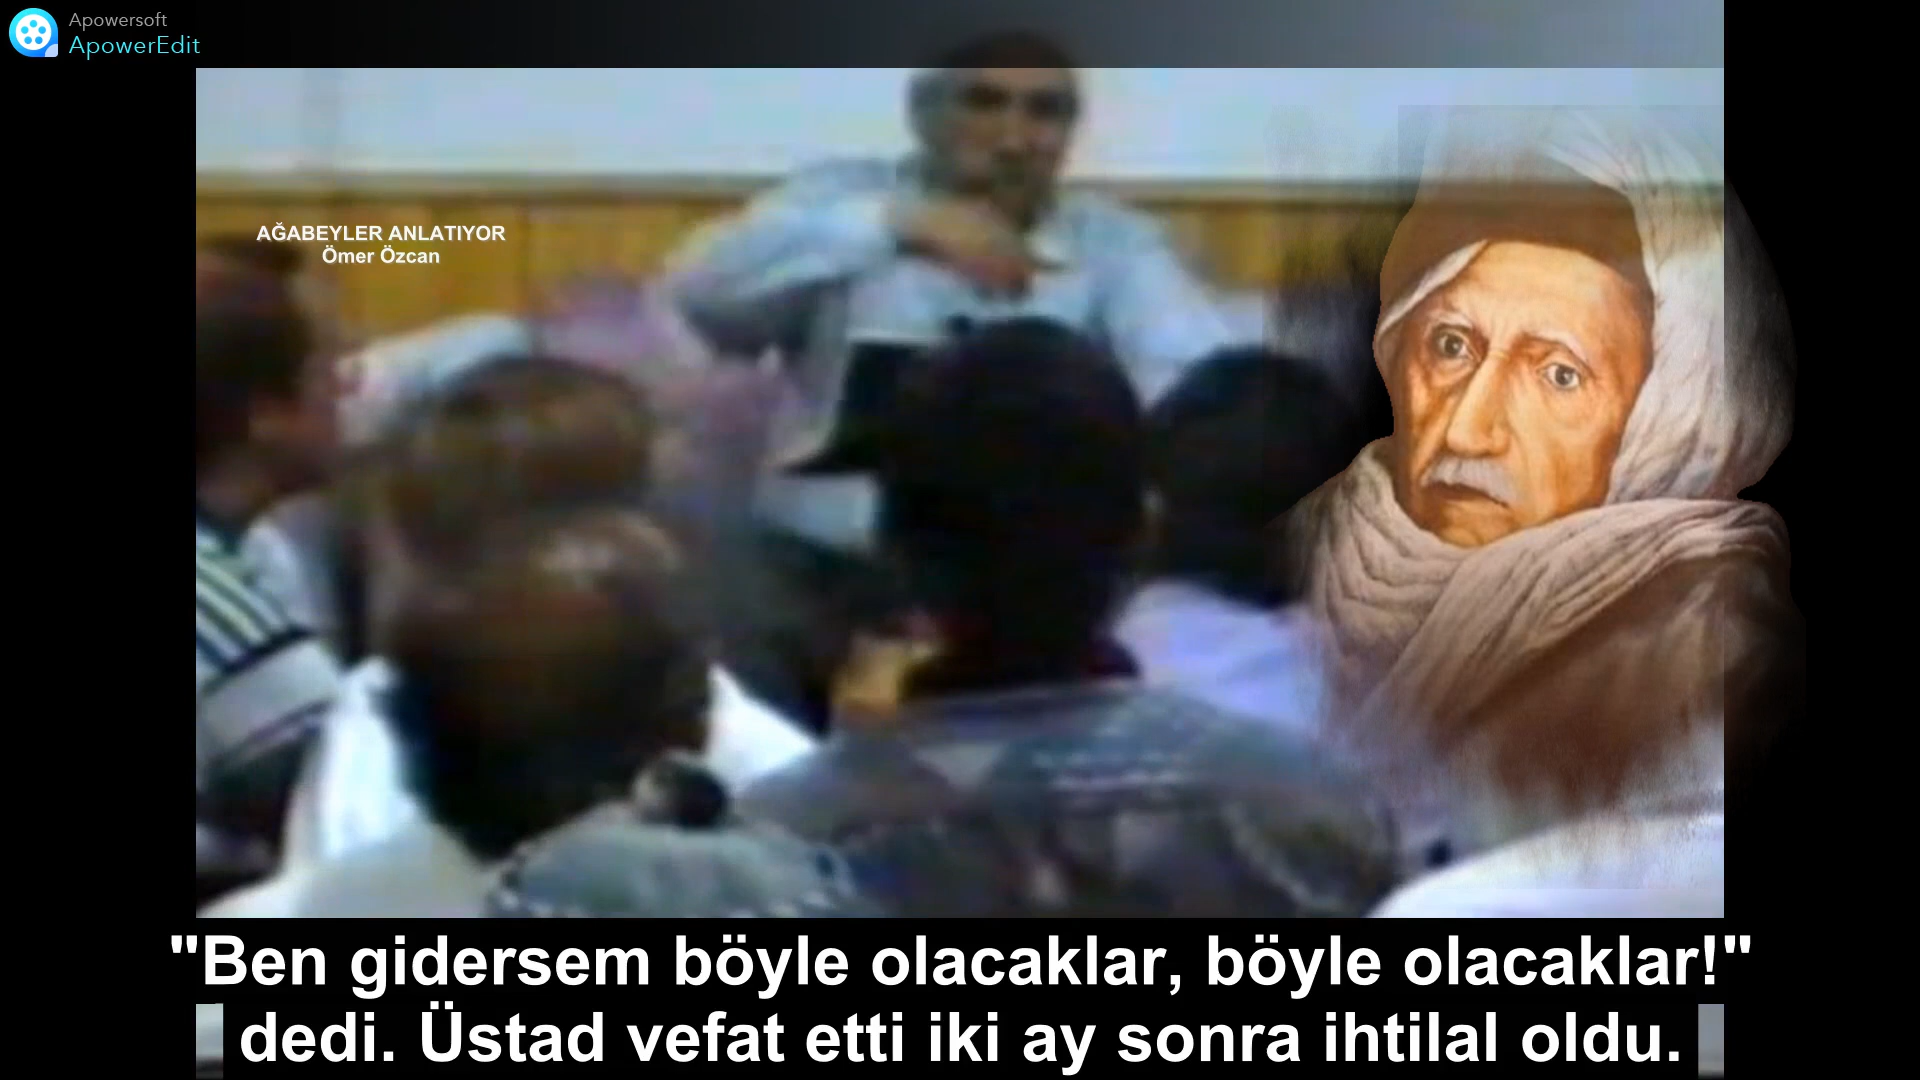 Apowersoft
ApowerEdit
AĞABEYLER ANLATIYOR
Ömer Özcan
"Ben gidersem böyle olacaklar, böyle olacaklar!"
dedi. Üstad vefat etti iki ay sonra ihtilal oldu.